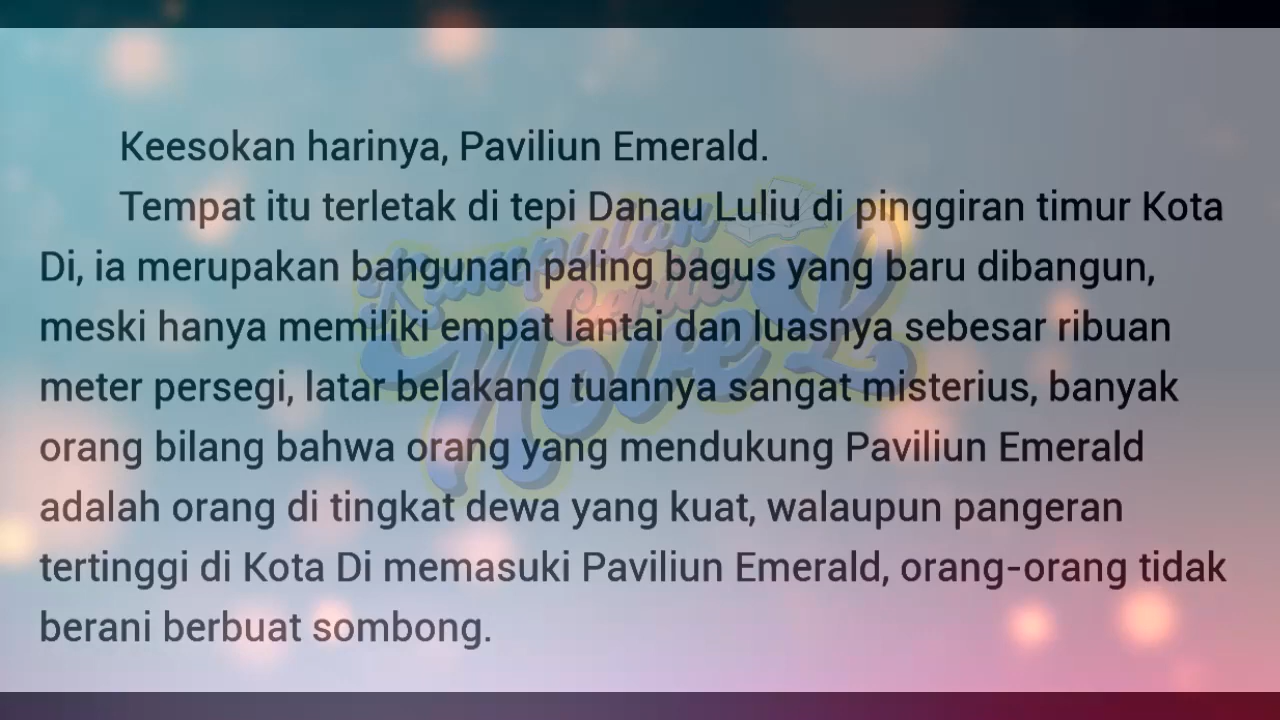 Keesokan harinya, Paviliun Emerald.
Tempat itu terletak di tepi Danau Luliu di pinggiran timur Kota
Di, ia merupakan bangunan paling bagus yang baru dibangun,
meski hanya memiliki empat lantai dan luasnya sebesar ribuan
meter persegi, latar belakang tuannya sangat misterius, banyak
orang bilang bahwa orang yang mendukung Paviliun Emerald
adalah orang di tingkat dewa yang kuat, walaupun pangeran
tertinggi di Kota Di memasuki Paviliun Emerald, orang-orang tidak
berani berbuat sombong.
Kumpulan
Cerita
Novel